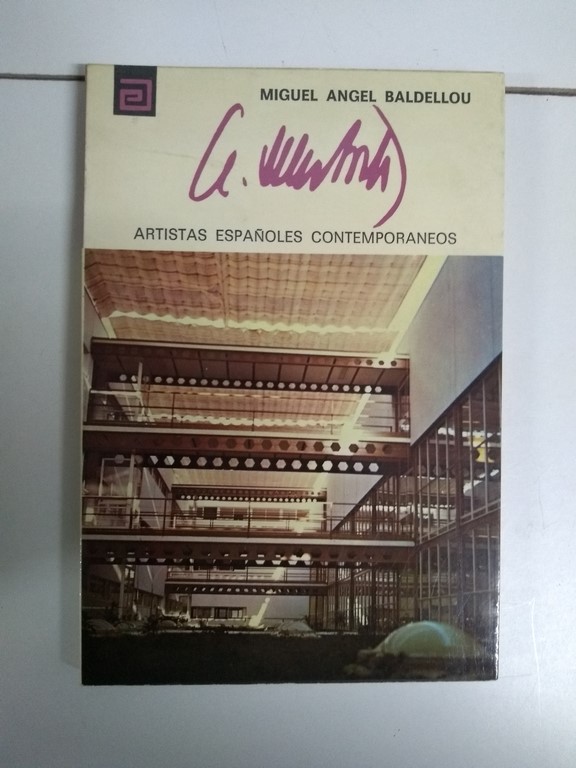 MIGUEL ANGEL BALDELLOU
ARTISTAS ESPAÑOLES CONTEMPORANEOS